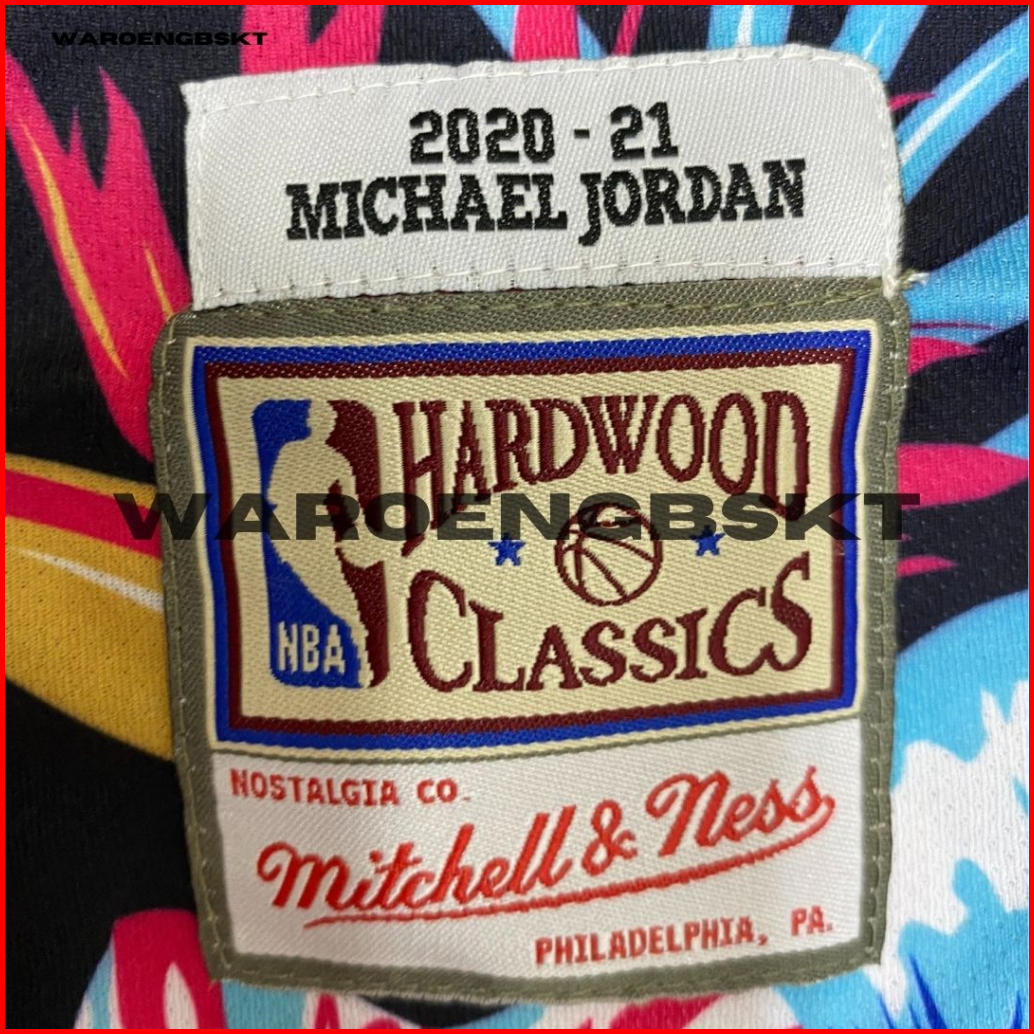 WAROENGBSKT
2020 - 21
MICHAEL JORDAN
HARDWOOD
WAROENGBSKT
CLASSICS
NBA
NOSTALGIA CO.
Mitchell & Ness
PHILADELPHIA, PA.